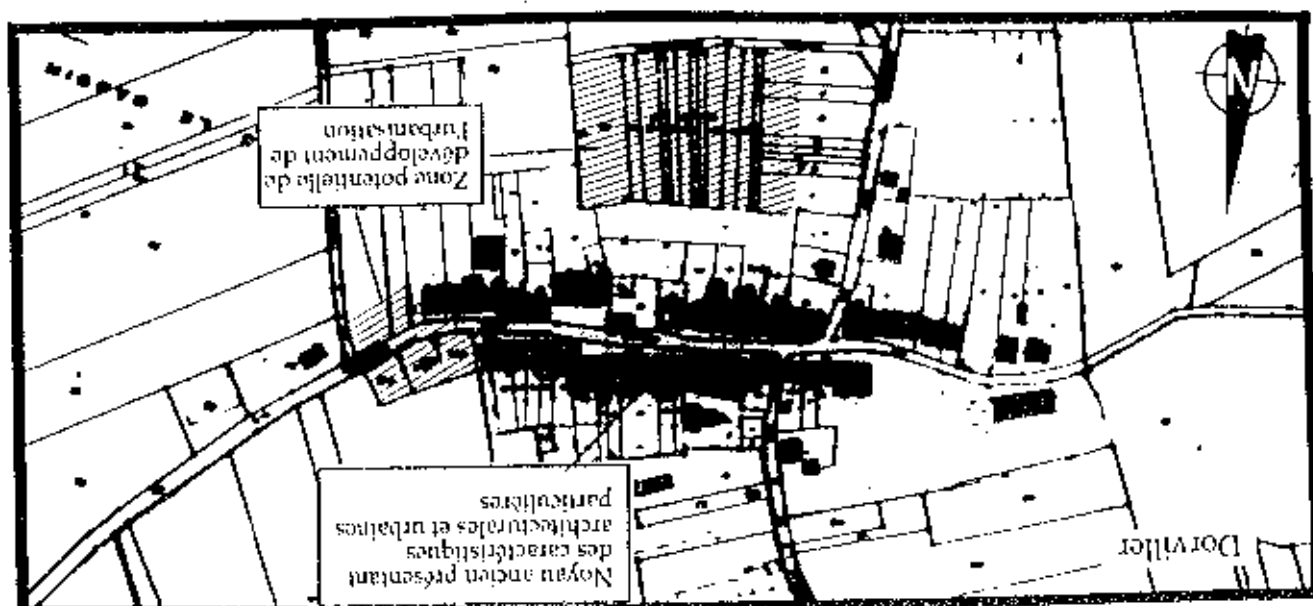 Dorviller
Noyau ancien présentant
des caractéristiques
architecturales et urbaines
particulières
Zone potentielle de
développement de
l'urbanisation
N